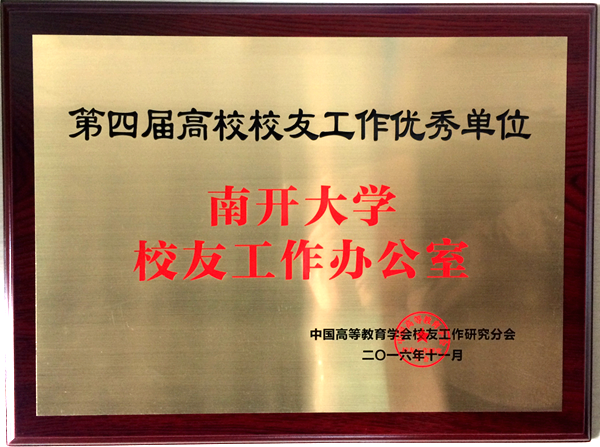 第四届高校校友工作优秀单位
南开大学
校友工作办公室
中国高等教育学会校友工作研究分会
二〇一六年十一月